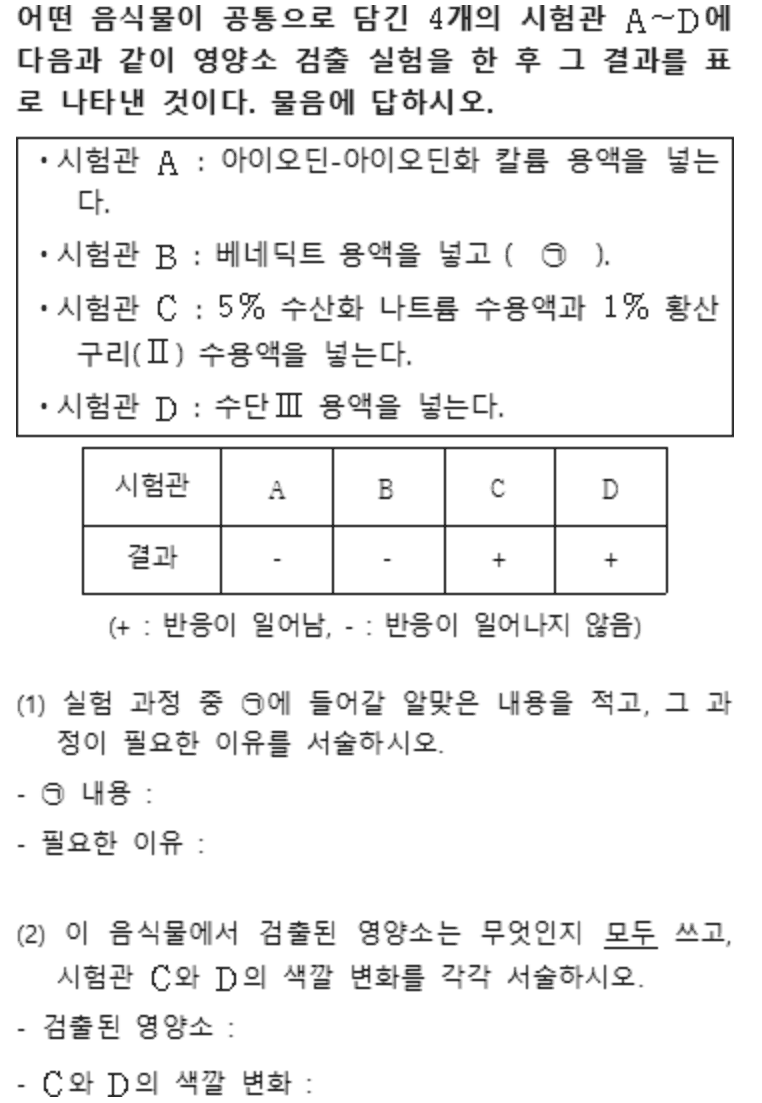 어떤 음식물이 공통으로 담긴 4개의 시험관 A~D에
다음과 같이 영양소 검출 실험을 한 후 그 결과를 표
로 나타낸 것이다. 물음에 답하시오.
•시험관 A : 아이오딘-아이오딘화 칼륨 용액을 넣는
다.
•시험관 B : 베네딕트 용액을 넣고 ( ㉠ ).
•시험관 C : 5% 수산화 나트륨 수용액과 1% 황산
구리(Ⅱ) 수용액을 넣는다.
•시험관 D : 수단Ⅲ 용액을 넣는다.
시험관 A B C D
결과 - - + +
(+ : 반응이 일어남, - : 반응이 일어나지 않음)
(1) 실험 과정 중 ㉠에 들어갈 알맞은 내용을 적고, 그 과
정이 필요한 이유를 서술하시오.
- ㉠ 내용 :
- 필요한 이유 :
(2) 이 음식물에서 검출된 영양소는 무엇인지 모두 쓰고,
시험관 C와 D의 색깔 변화를 각각 서술하시오.
- 검출된 영양소 :
- C와 D의 색깔 변화 :